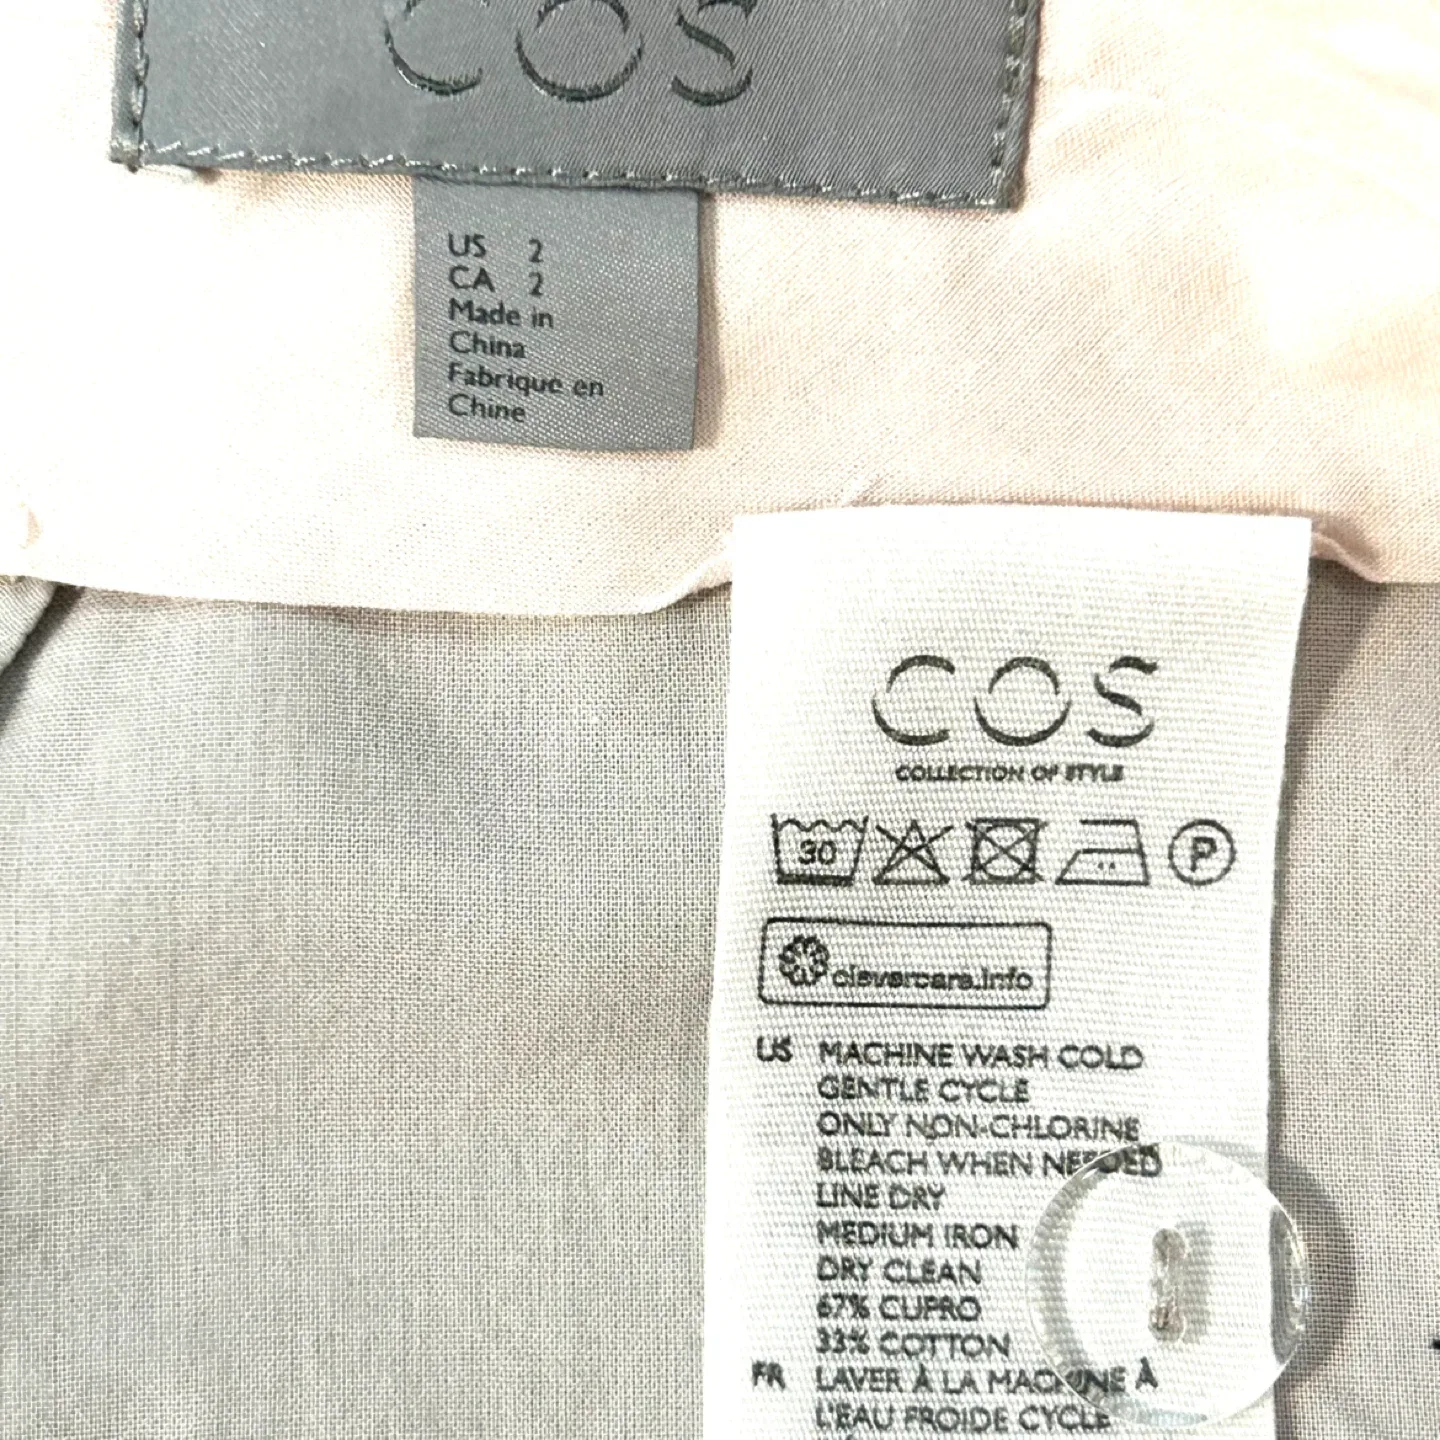 COS
US 2
CA 2
Made in
China
Fabrique en
Chine
COS
COLLECTION OF STYLE
30
P
clevercare.info
US MACHINE WASH COLD
GENTLE CYCLE
ONLY NON-CHLORINE
BLEACH WHEN NEEDED
LINE DRY
MEDIUM IRON
DRY CLEAN
67% CUPRO
33% COTTON
FR LAVER À LA MACHINE À
L'EAU FROIDE CYCLE